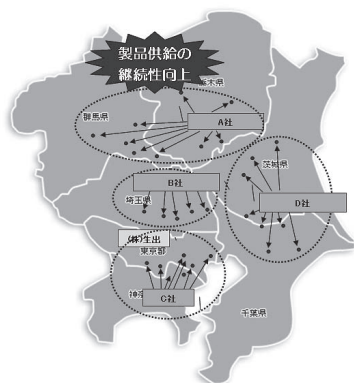 製品供給の
継続性向上
栃木県
群馬県
A社
茨城県
B社
埼玉県
D社
(株)生出
東京都
神奈
C社
千葉県